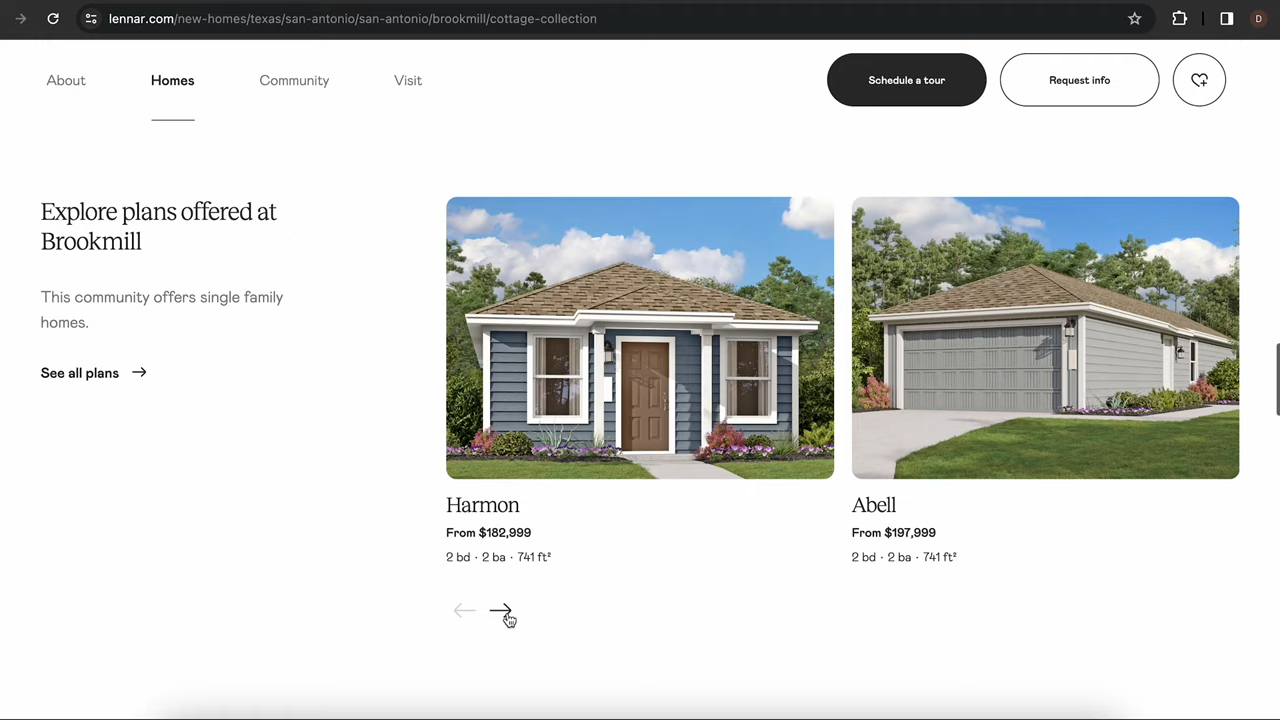 lennar.com/new-homes/texas/san-antonio/san-antonio/brookmill/cottage-collection
D
About Homes Community Visit
Schedule a tour Request info
Explore plans offered at
Brookmill
This community offers single family
homes.
See all plans
Harmon
From $182,999
2 bd · 2 ba · 741 ft²
Abell
From $197,999
2 bd · 2 ba · 741 ft²